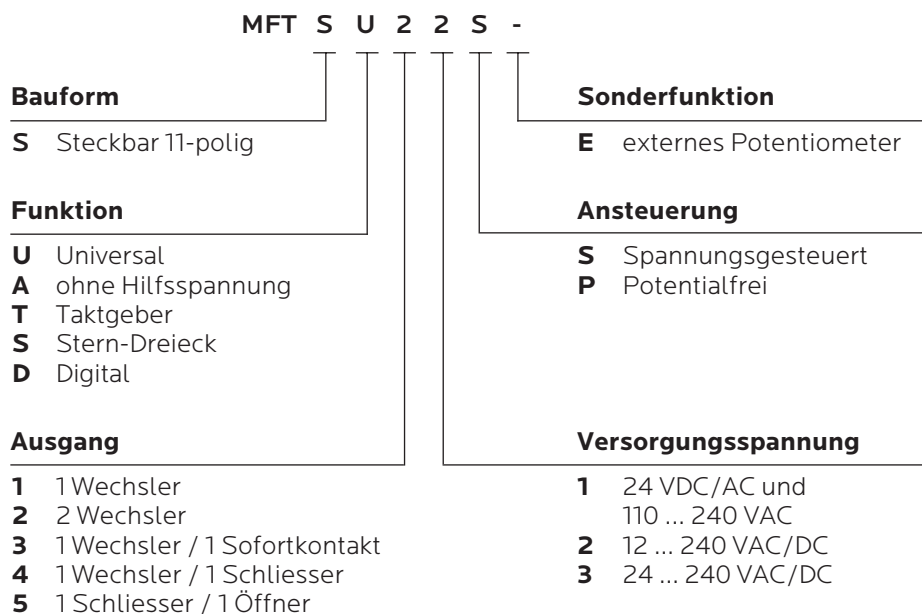 MFT S U 2 2 S -
Bauform
S Steckbar 11-polig
Funktion
U Universal
A ohne Hilfsspannung
T Taktgeber
S Stern-Dreieck
D Digital
Ausgang
1 1 Wechsler
2 2 Wechsler
3 1 Wechsler / 1 Sofortkontakt
4 1 Wechsler / 1 Schliesser
5 1 Schliesser / 1 Öffner
Sonderfunktion
E externes Potentiometer
Ansteuerung
S Spannungsgesteuert
P Potentialfrei
Versorgungsspannung
1 24 VDC/AC und
110 ... 240 VAC
2 12 ... 240 VAC/DC
3 24 ... 240 VAC/DC